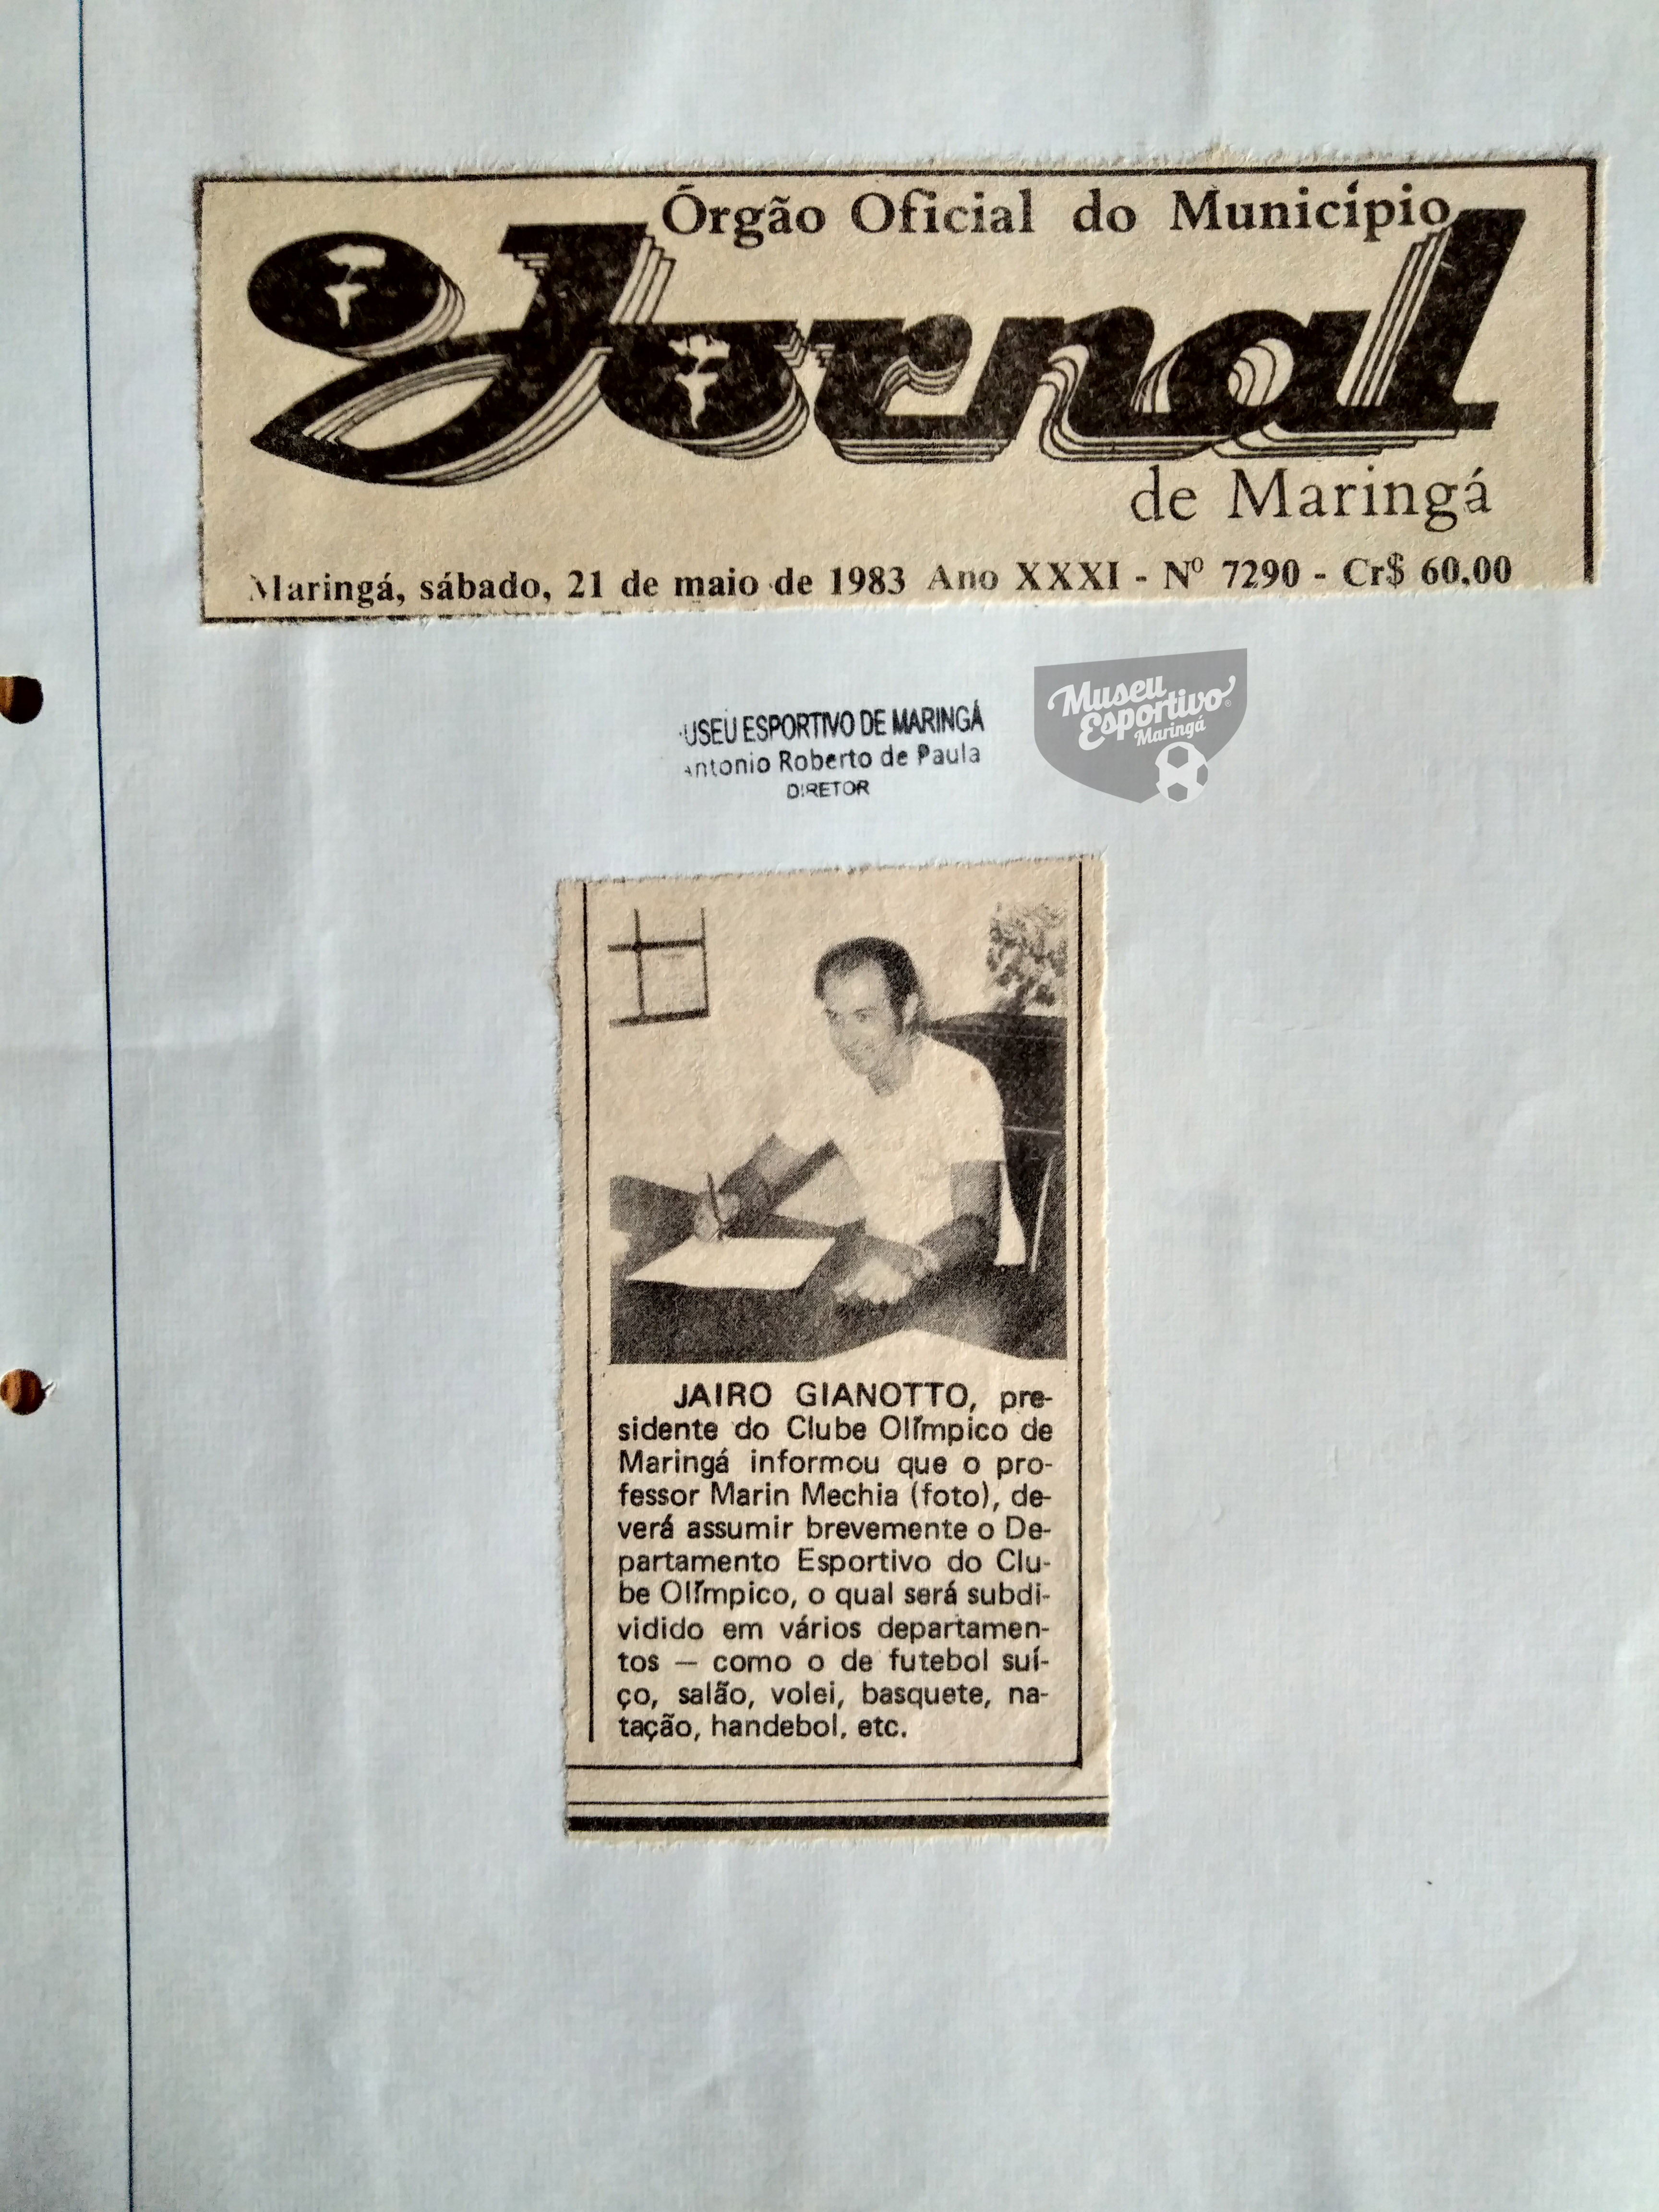 Órgão Oficial do Município
Jornal
de Maringá
Maringá, sábado, 21 de maio de 1983 Ano XXXI - Nº 7290 - Cr$ 60,00
USEU ESPORTIVO DE MARINGÁ
ntonio Roberto de Paula
DIRETOR
Museu
Esportivo
Maringá
JAIRO GIANOTTO, pre-
sidente do Clube Olímpico de
Maringá informou que o pro-
fessor Marin Mechia (foto), de-
verá assumir brevemente o De-
partamento Esportivo do Clu-
be Olímpico, o qual será subdi-
vidido em vários departamen-
tos — como o de futebol suí-
ço, salão, volei, basquete, na-
tação, handebol, etc.